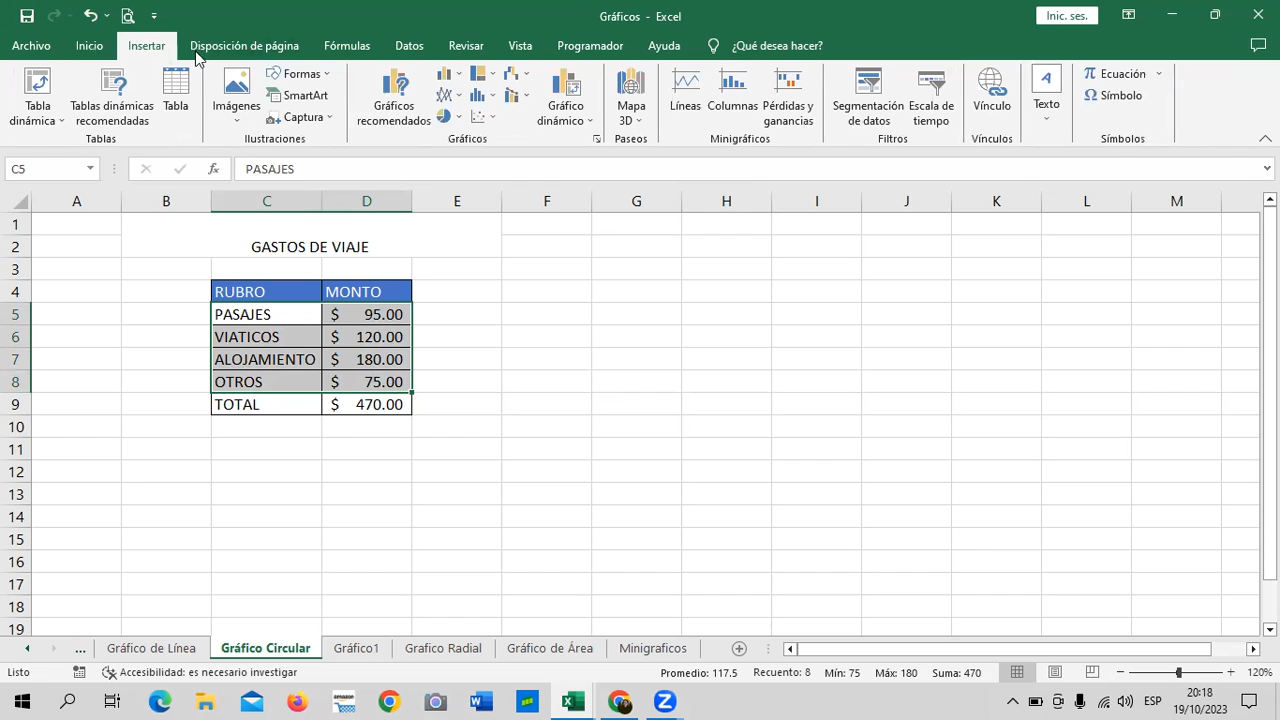 Gráficos - Excel
Inic. ses.
Archivo Inicio Insertar Disposición de página Fórmulas Datos Revisar Vista Programador Ayuda ¿Qué desea hacer?
Tabla dinámica
Tablas dinámicas recomendadas
Tabla
Tablas
Imágenes
Formas
SmartArt
Captura
Ilustraciones
Gráficos recomendados
Gráfico dinámico
Gráficos
Mapa 3D
Paseos
Líneas
Columnas
Pérdidas y ganancias
Minigráficos
Segmentación de datos
Escala de tiempo
Filtros
Vínculo
Vínculos
Texto
Ecuación
Símbolo
Símbolos
C5 fx PASAJES
A B C D E F G H I J K L M
1
2 GASTOS DE VIAJE
3
4 RUBRO MONTO
5 PASAJES $ 95.00
6 VIATICOS $ 120.00
7 ALOJAMIENTO $ 180.00
8 OTROS $ 75.00
9 TOTAL $ 470.00
10
11
12
13
14
15
16
17
18
19
... Gráfico de Línea Gráfico Circular Gráfico1 Grafico Radial Gráfico de Área Minigraficos
Listo Accesibilidad: es necesario investigar Promedio: 117.5 Recuento: 8 Mín: 75 Máx: 180 Suma: 470 120%
ESP 20:18
19/10/2023